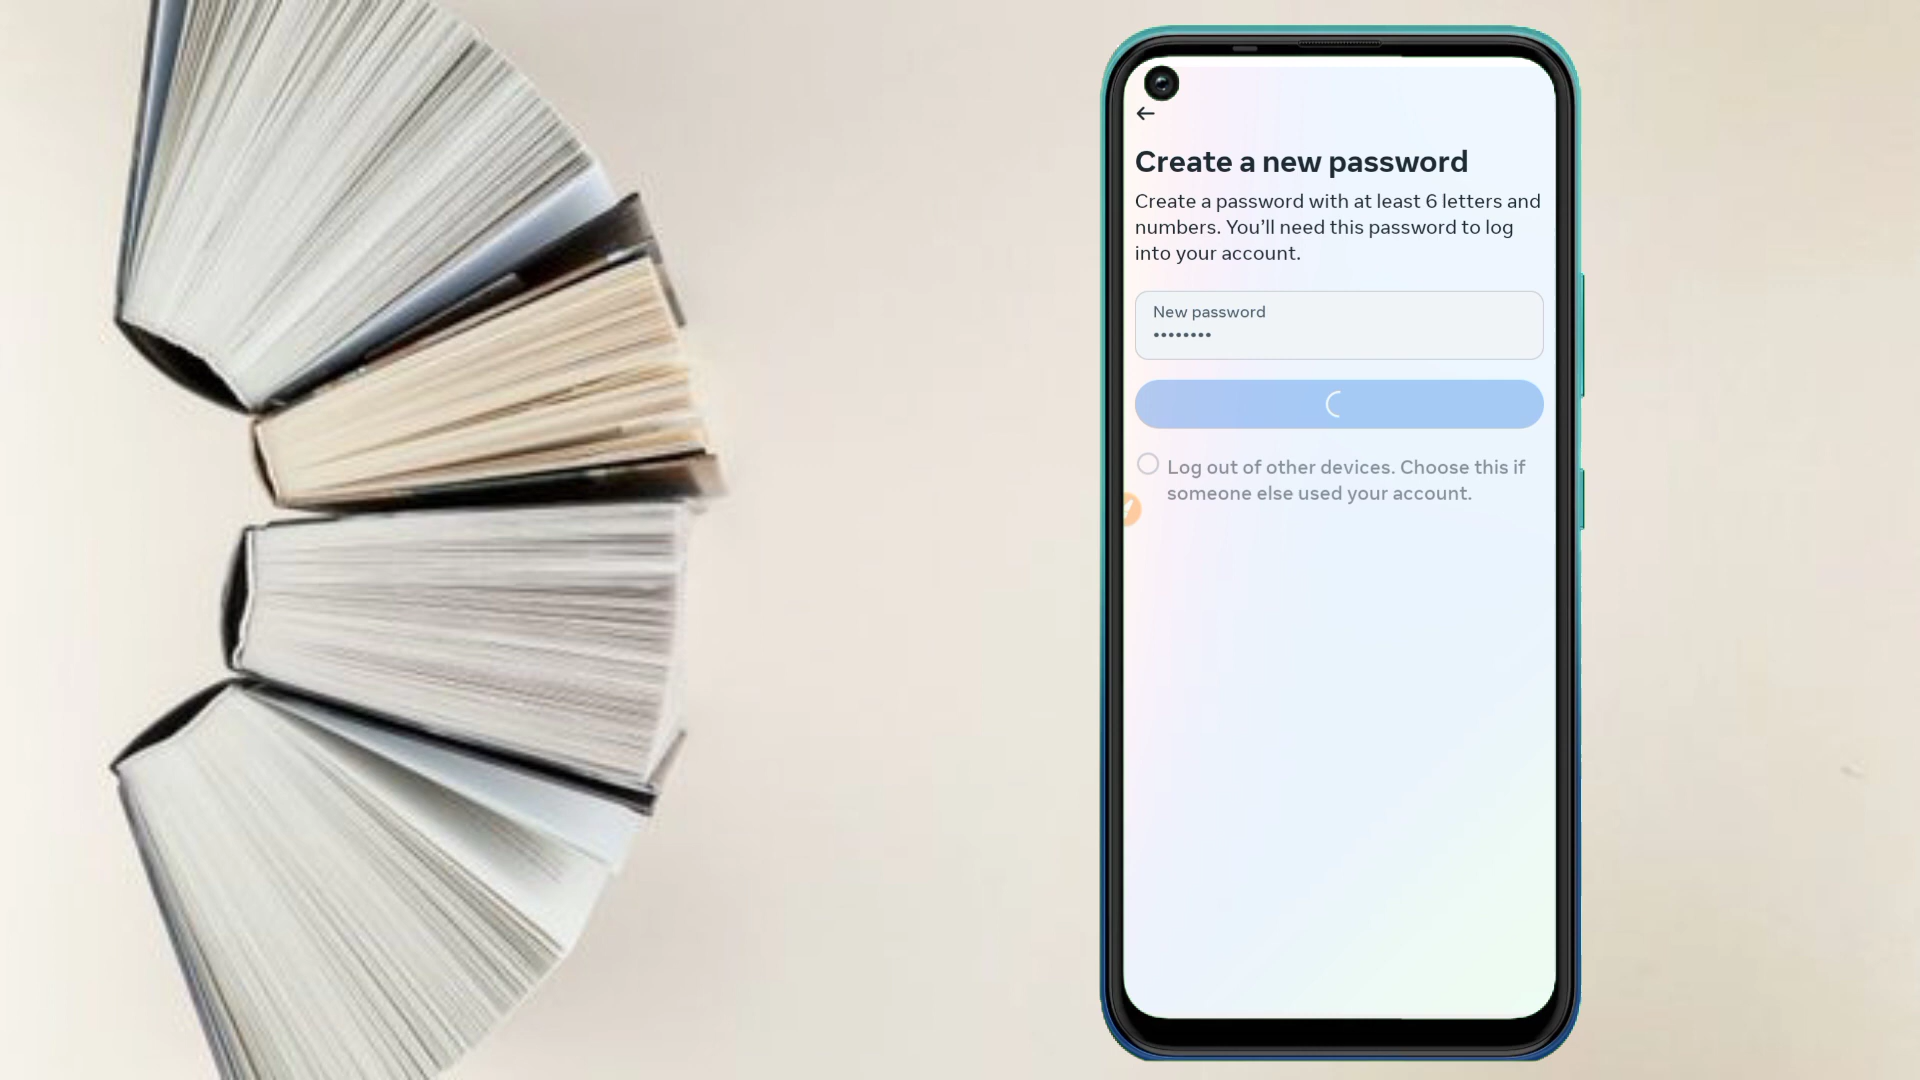 Create a new password
Create a password with at least 6 letters and
numbers. You’ll need this password to log
into your account.
New password
••••••••
Log out of other devices. Choose this if
someone else used your account.